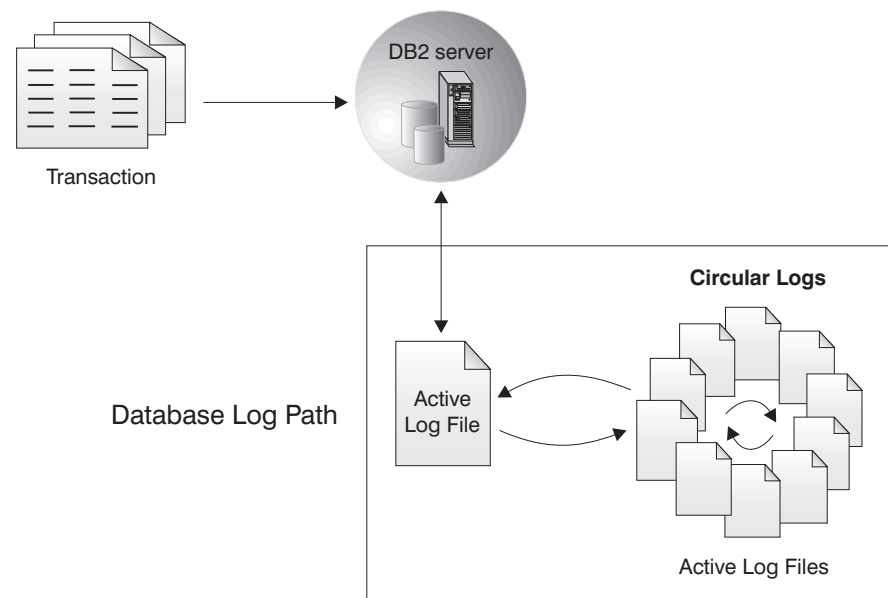 DB2 server
Transaction
Circular Logs
Active
Log File
Database Log Path
Active Log Files